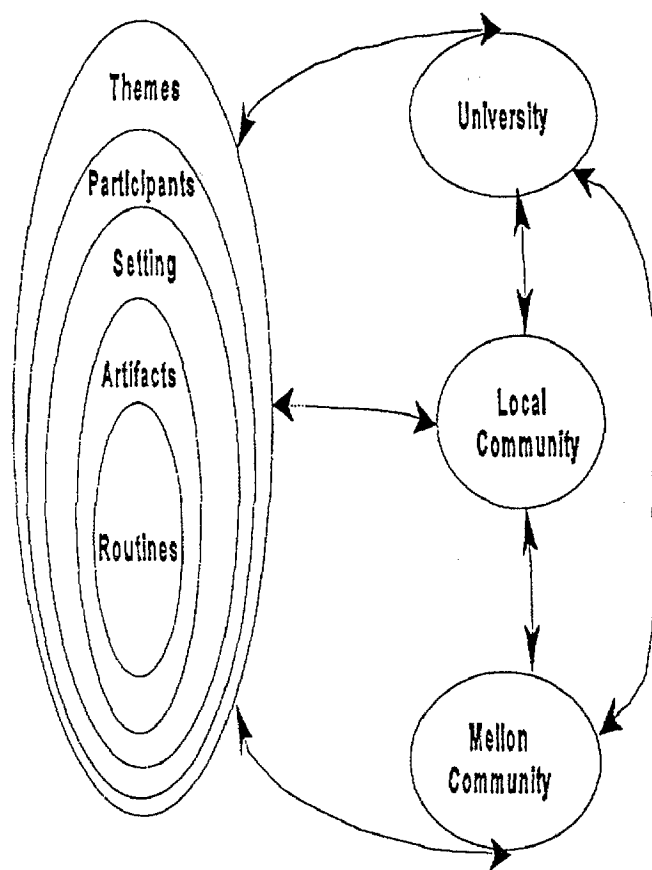 Themes
Participants
Setting
Artifacts
Routines
University
Local
Community
Mellon
Community